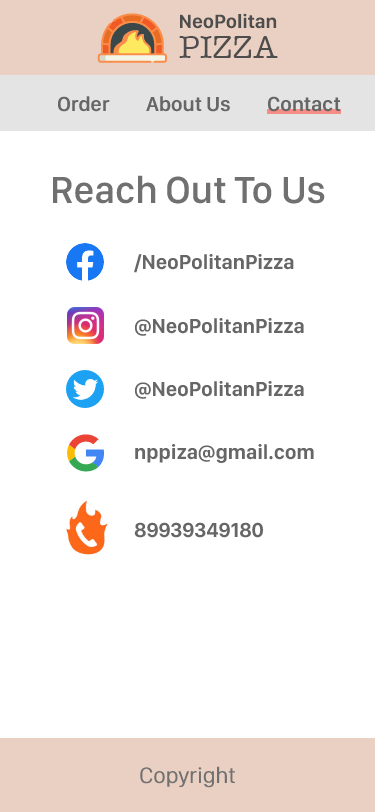 NeoPolitan
PIZZA
Order About Us Contact
Reach Out To Us
/NeoPolitanPizza
@NeoPolitanPizza
@NeoPolitanPizza
nppiza@gmail.com
89939349180
Copyright